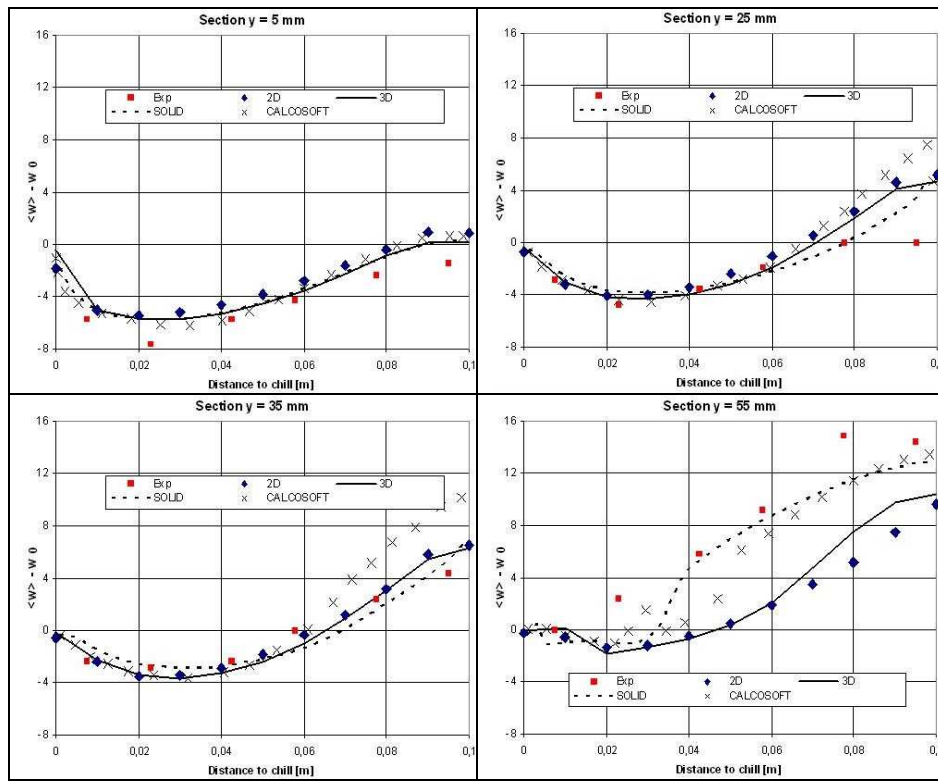 Section y = 5 mm
16
12
8
4
0
-4
-8
<w> - w 0
Exp 2D 3D
SOLID CALCOSOFT
0 0,02 0,04 0,06 0,08 0,1
Distance to chill [m]
Section y = 25 mm
16
12
8
4
0
-4
-8
<w> - w 0
Exp 2D 3D
SOLID CALCOSOFT
0 0,02 0,04 0,06 0,08 0,
Distance to chill [m]
Section y = 35 mm
16
12
8
4
0
-4
-8
<w> - w 0
Exp 2D 3D
SOLID CALCOSOFT
0 0,02 0,04 0,06 0,08 0,1
Distance to chill [m]
Section y = 55 mm
16
12
8
4
0
-4
-8
<w> - w 0
Exp 2D 3D
SOLID CALCOSOFT
0 0,02 0,04 0,06 0,08 0,
Distance to chill [m]